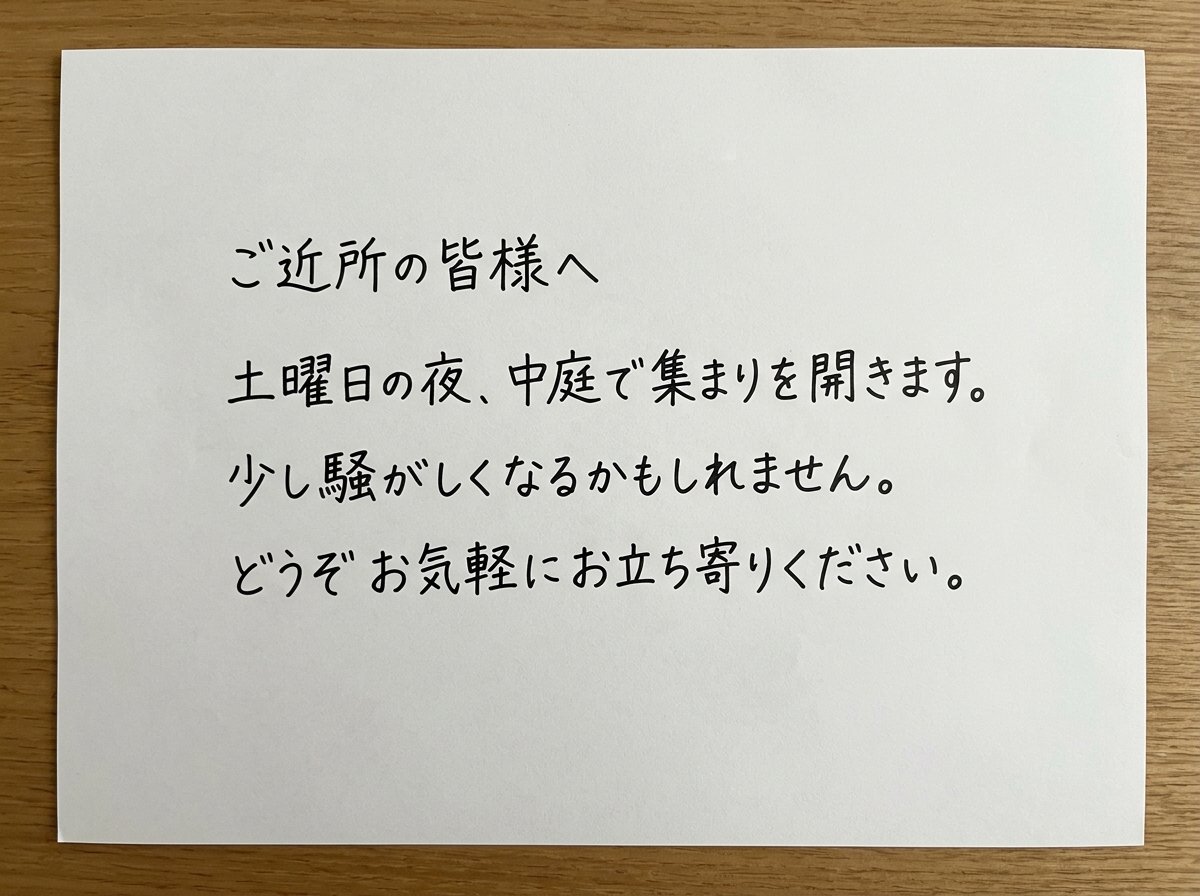 ご近所の皆様へ
土曜日の夜、中庭で集まりを開きます。
少し騒がしくなるかもしれません。
どうぞお気軽にお立ち寄りください。